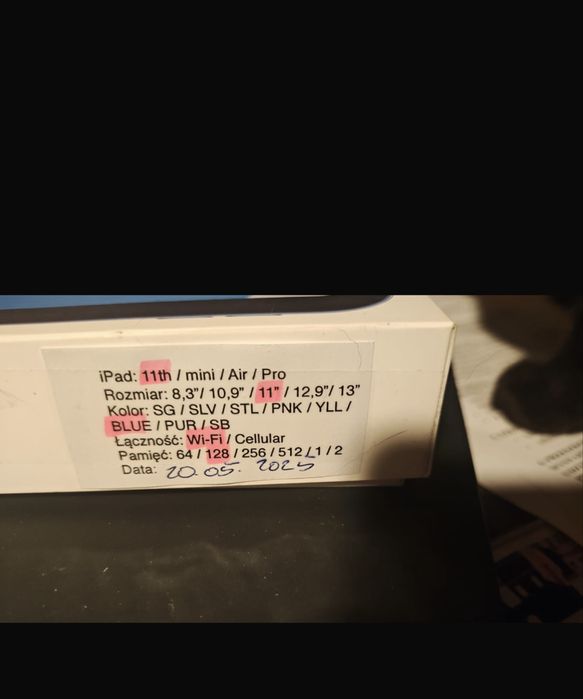 iPad: 11th / mini / Air / Pro
Rozmiar: 8,3”/ 10,9” / 11” / 12,9”/ 13”
Kolor: SG / SLV / STL / PNK / YLL /
BLUE / PUR / SB
Łączność: Wi-Fi / Cellular
Pamięć: 64 / 128 / 256 / 512 / 1 / 2
Data: 20.05. 2025